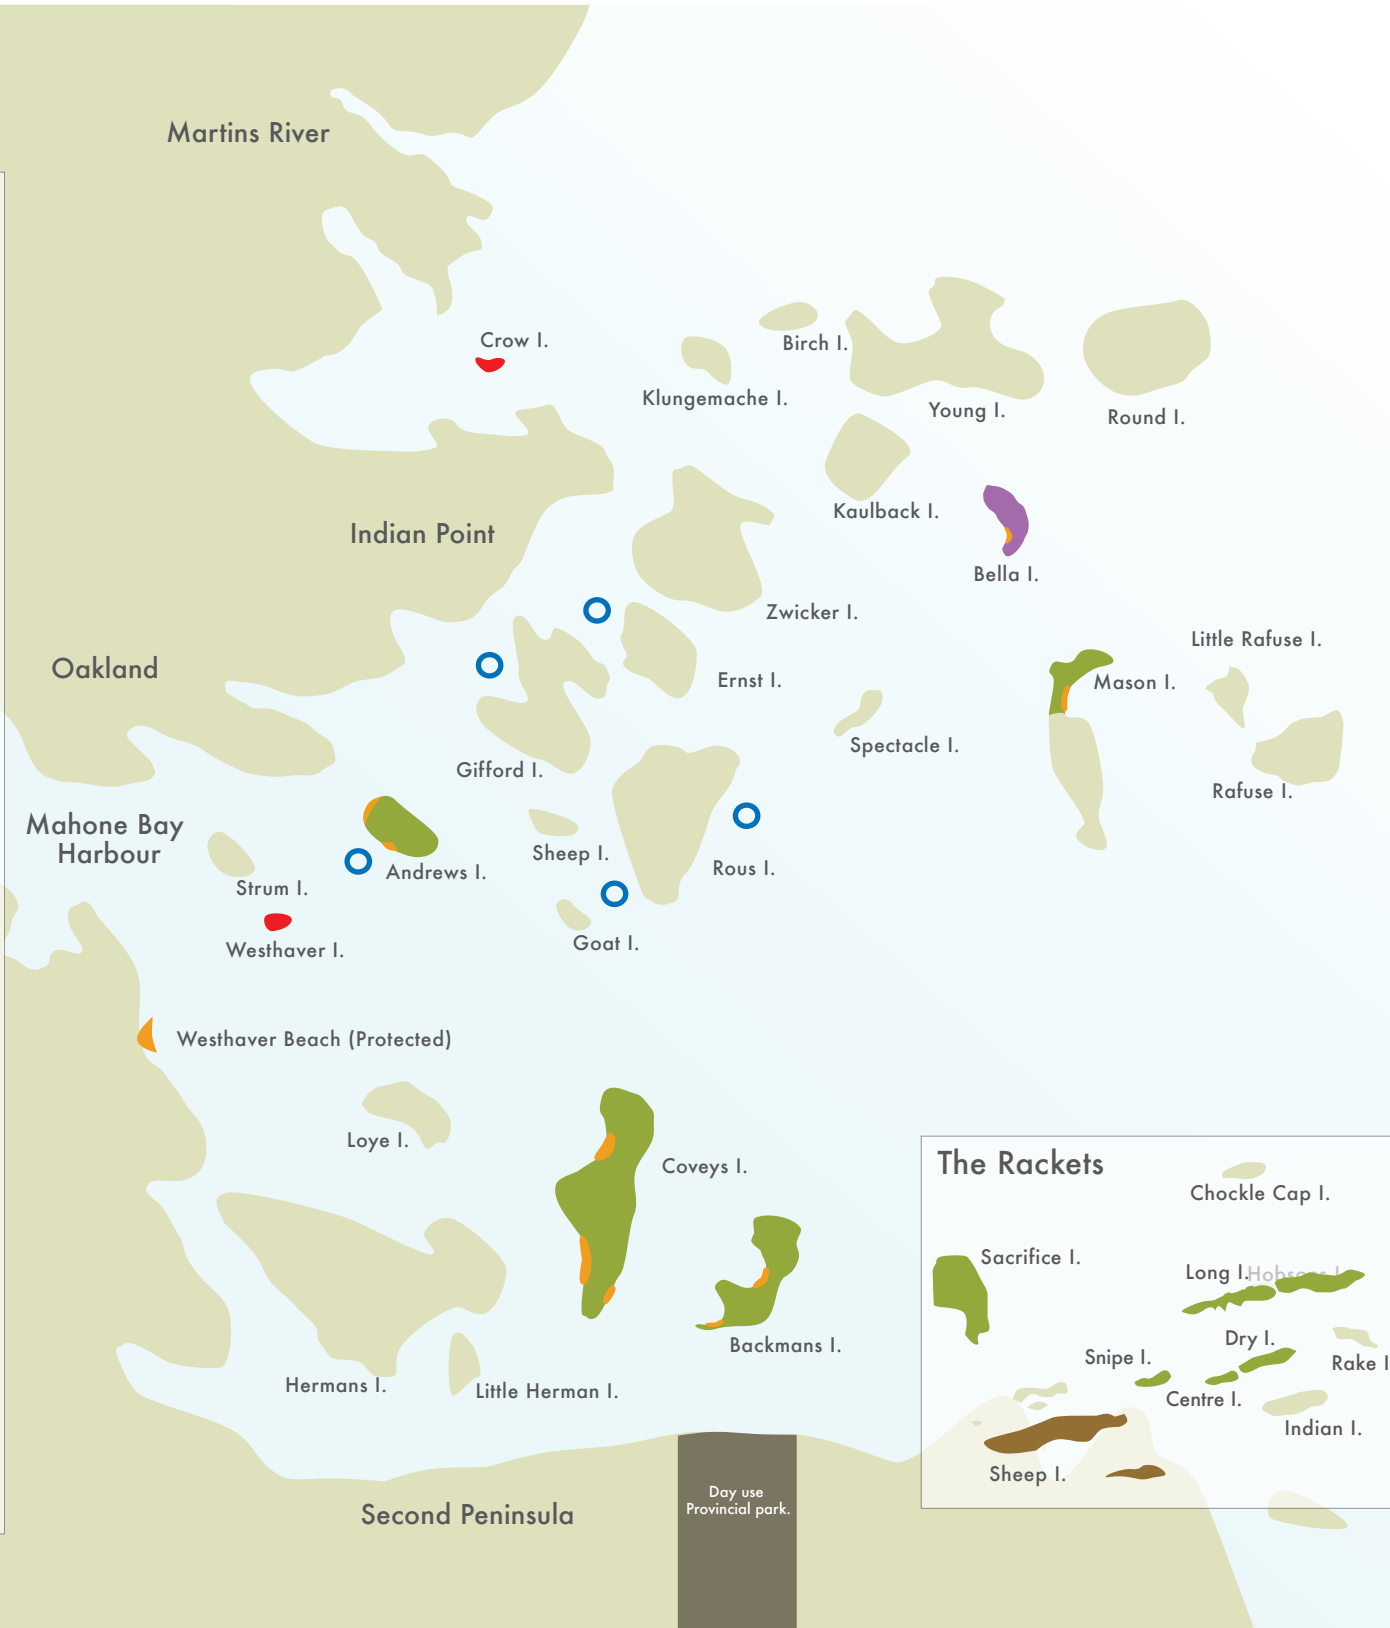 Martins River
Crow I.
Birch I.
Klungemache I.
Young I.
Round I.
Kaulback I.
Indian Point
Bella I.
Zwicker I.
Little Rafuse I.
Oakland
Ernst I.
Mason I.
Spectacle I.
Gifford I.
Rafuse I.
Mahone Bay
Harbour
Sheep I.
Rous I.
Andrews I.
Strum I.
Goat I.
Westhaver I.
Westhaver Beach (Protected)
Loye I.
Coveys I.
Backmans I.
Hermans I.
Little Herman I.
The Rackets
Chockle Cap I.
Sacrifice I.
Long I.
Dry I.
Snipe I.
Rake I
Centre I.
Indian I.
Sheep I.
Day use
Provincial park.
Second Peninsula